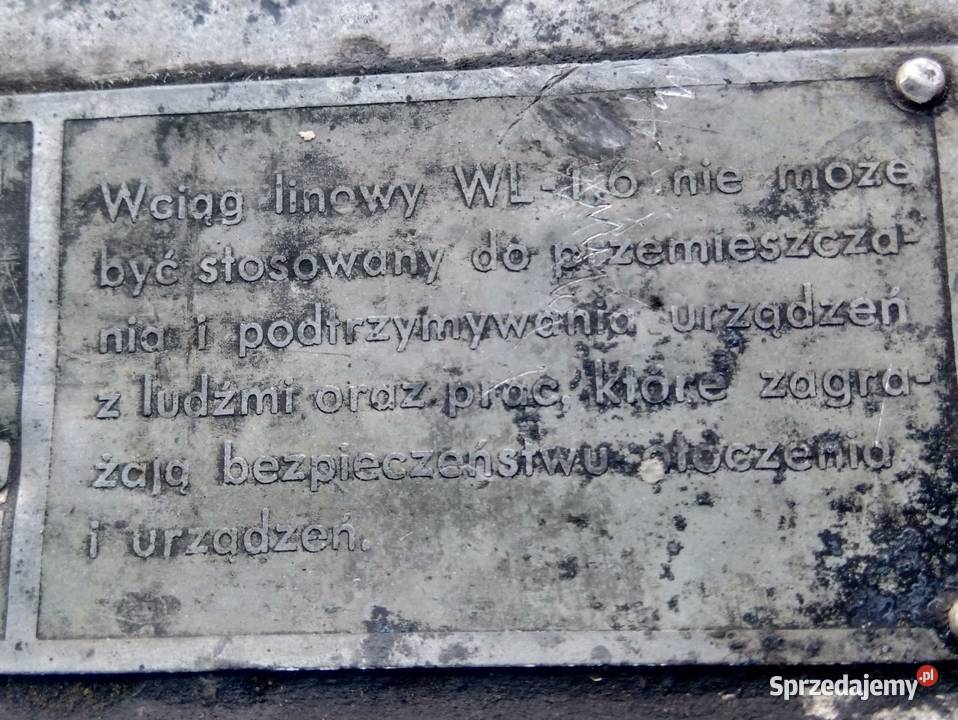 Wciąg linowy WL-1,6 nie może
być stosowany do przemieszcza-
nia i podtrzymywania urządzeń
z ludźmi oraz prac, które zagra-
żają bezpieczeństwu otoczenia
i urządzeń.
Sprzedajemy.pl